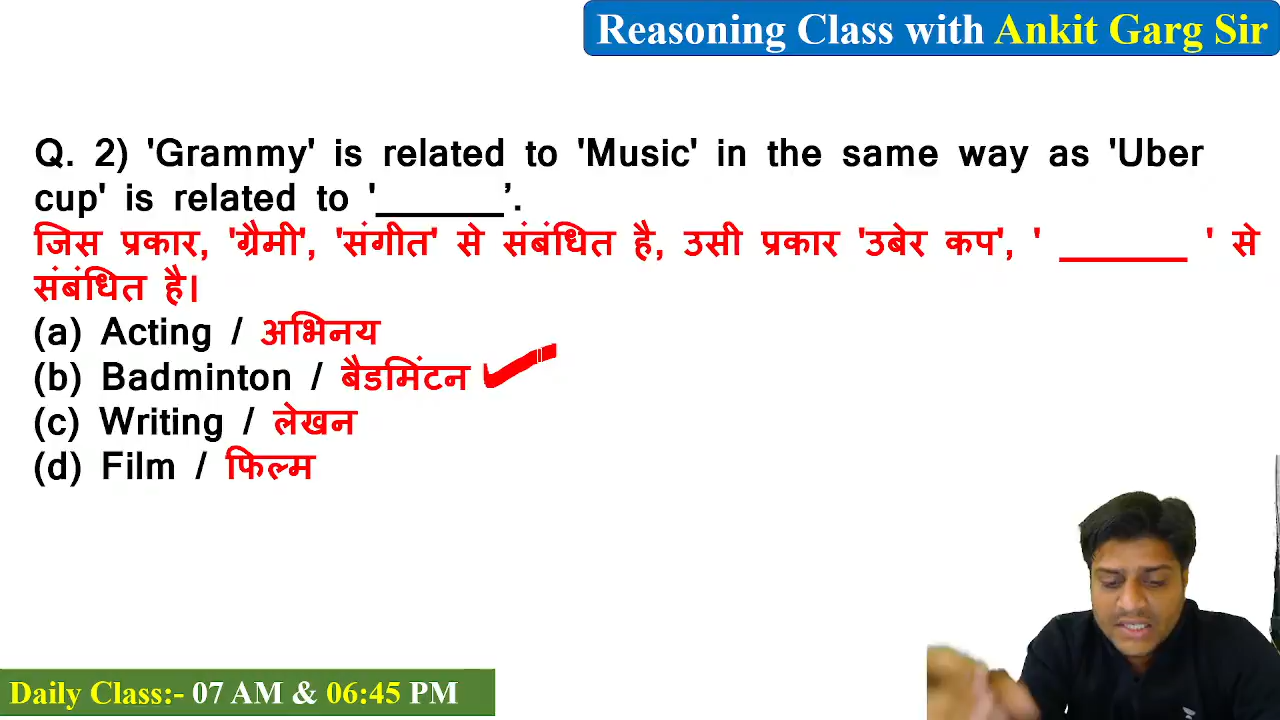 Reasoning Class with Ankit Garg Sir
Q. 2) 'Grammy' is related to 'Music' in the same way as 'Uber
cup' is related to '______’.
जिस प्रकार, 'ग्रैमी', 'संगीत' से संबंधित है, उसी प्रकार 'उबेर कप', ' ______ ' से
संबंधित है।
(a) Acting / अभिनय
(b) Badminton / बैडमिंटन
(c) Writing / लेखन
(d) Film / फिल्म
Daily Class:- 07 AM & 06:45 PM